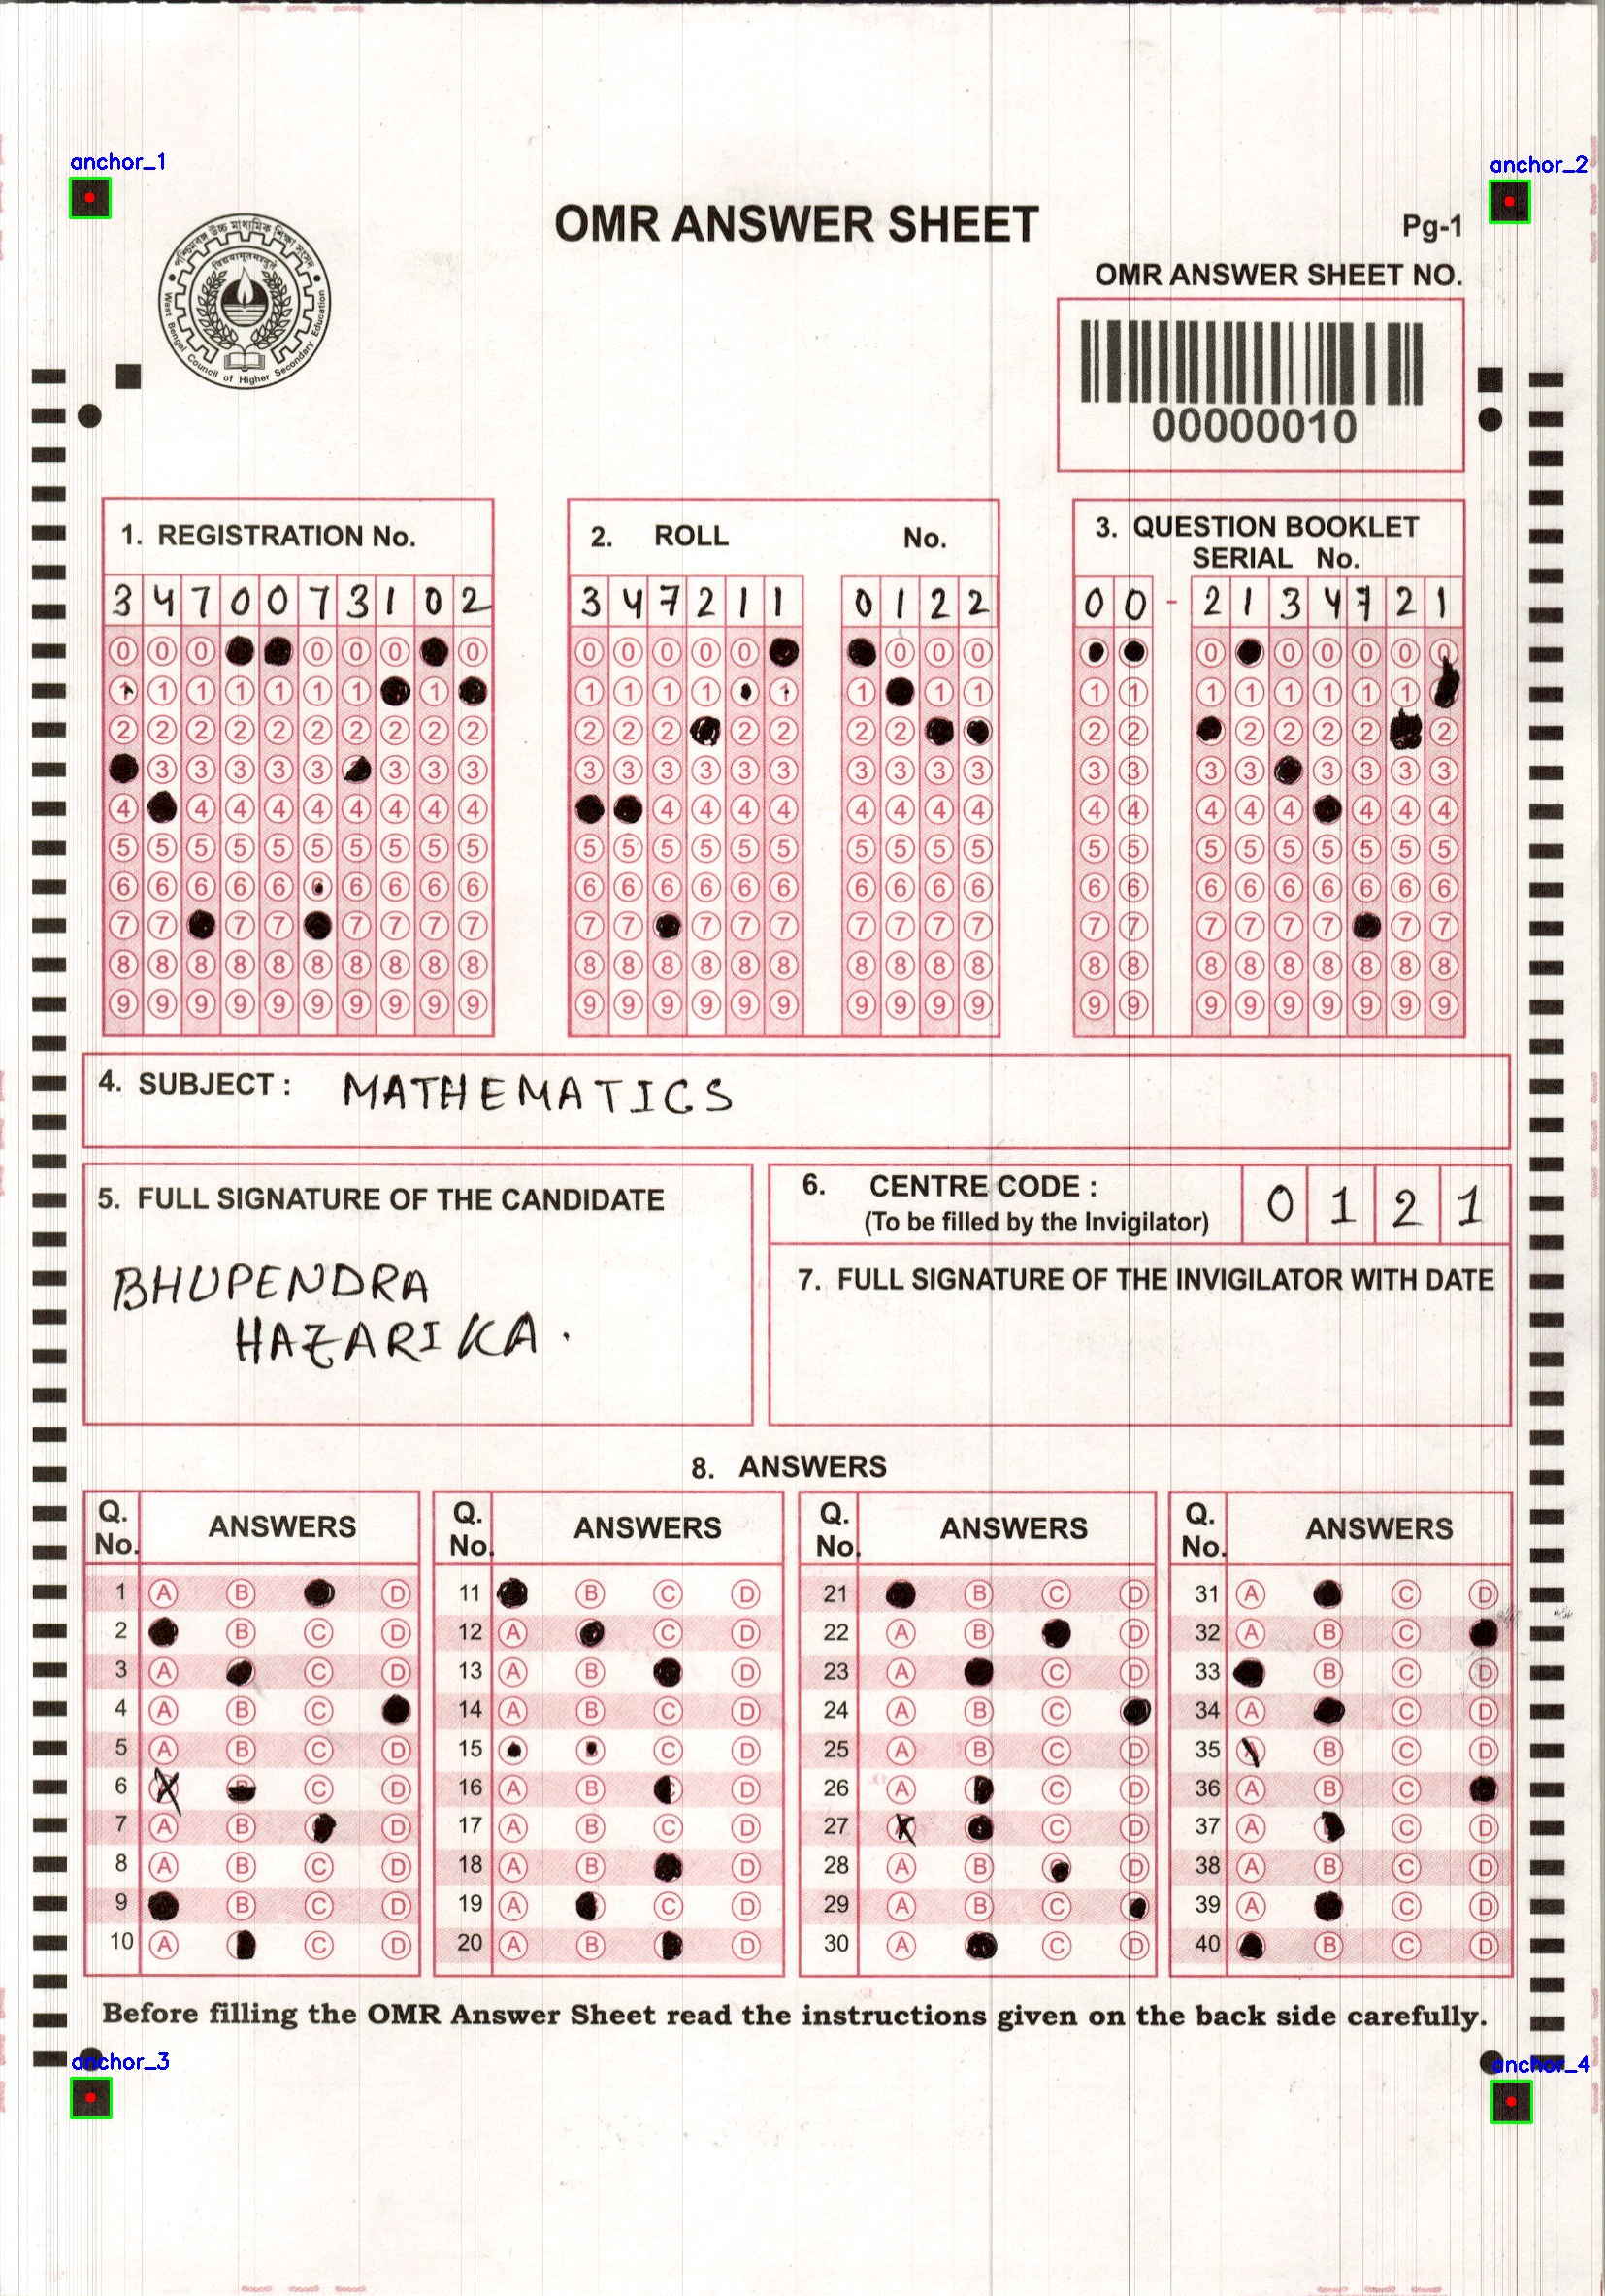 anchor_1
anchor_2
OMR ANSWER SHEET
Pg-1
পশ্চিমবঙ্গ উচ্চ মাধ্যমিক শিক্ষা সংসদ
West Bengal Council of Higher Secondary Education
OMR ANSWER SHEET NO.
00000010
1. REGISTRATION No.
3 4 7 0 0 7 3 1 0 2
2. ROLL No.
3 4 7 2 1 1 0 1 2 2
3. QUESTION BOOKLET
SERIAL No.
0 0 - 2 1 3 4 7 2 1
4. SUBJECT : MATHEMATICS
5. FULL SIGNATURE OF THE CANDIDATE
BHUPENDRA
HAZARIKA.
6. CENTRE CODE :
(To be filled by the Invigilator)
0 1 2 1
7. FULL SIGNATURE OF THE INVIGILATOR WITH DATE
8. ANSWERS
Q. No. ANSWERS Q. No. ANSWERS Q. No. ANSWERS Q. No. ANSWERS
1 A B D 11 B C D 21 B C D 31 A C D
2 B C D 12 A C D 22 A B D 32 A B C
3 A C D 13 A B D 23 A C D 33 B C D
4 A B C 14 A B C D 24 A B C 34 A C D
5 A B C D 15 C D 25 A B C D 35 B C D
6 C D 16 A B D 26 A C D 36 A B C
7 A B D 17 A B C D 27 C D 37 A C D
8 A B C D 18 A B D 28 A B D 38 A B C D
9 B C D 19 A C D 29 A B C 39 A C D
10 A C D 20 A B D 30 A C D 40 B C D
Before filling the OMR Answer Sheet read the instructions given on the back side carefully.
anchor_3
anchor_4